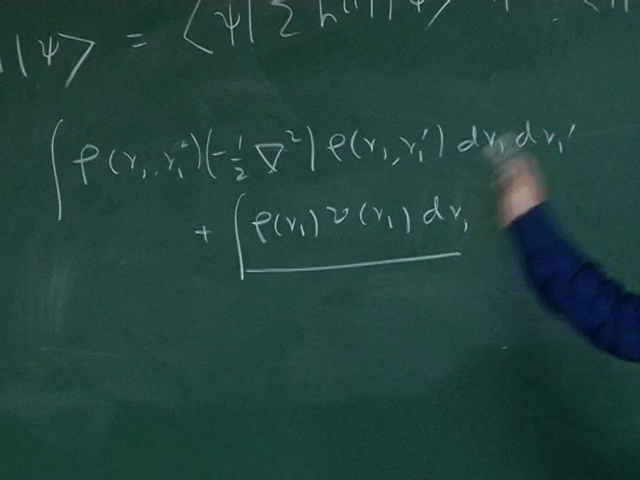 |ψ⟩ = ⟨ψ| Σ
∫ρ(r₁, r₁')(-½ ∇²) ρ(r₁, r₁') dr₁ dr₁'
+ ∫ρ(r₁) v(r₁) dr₁